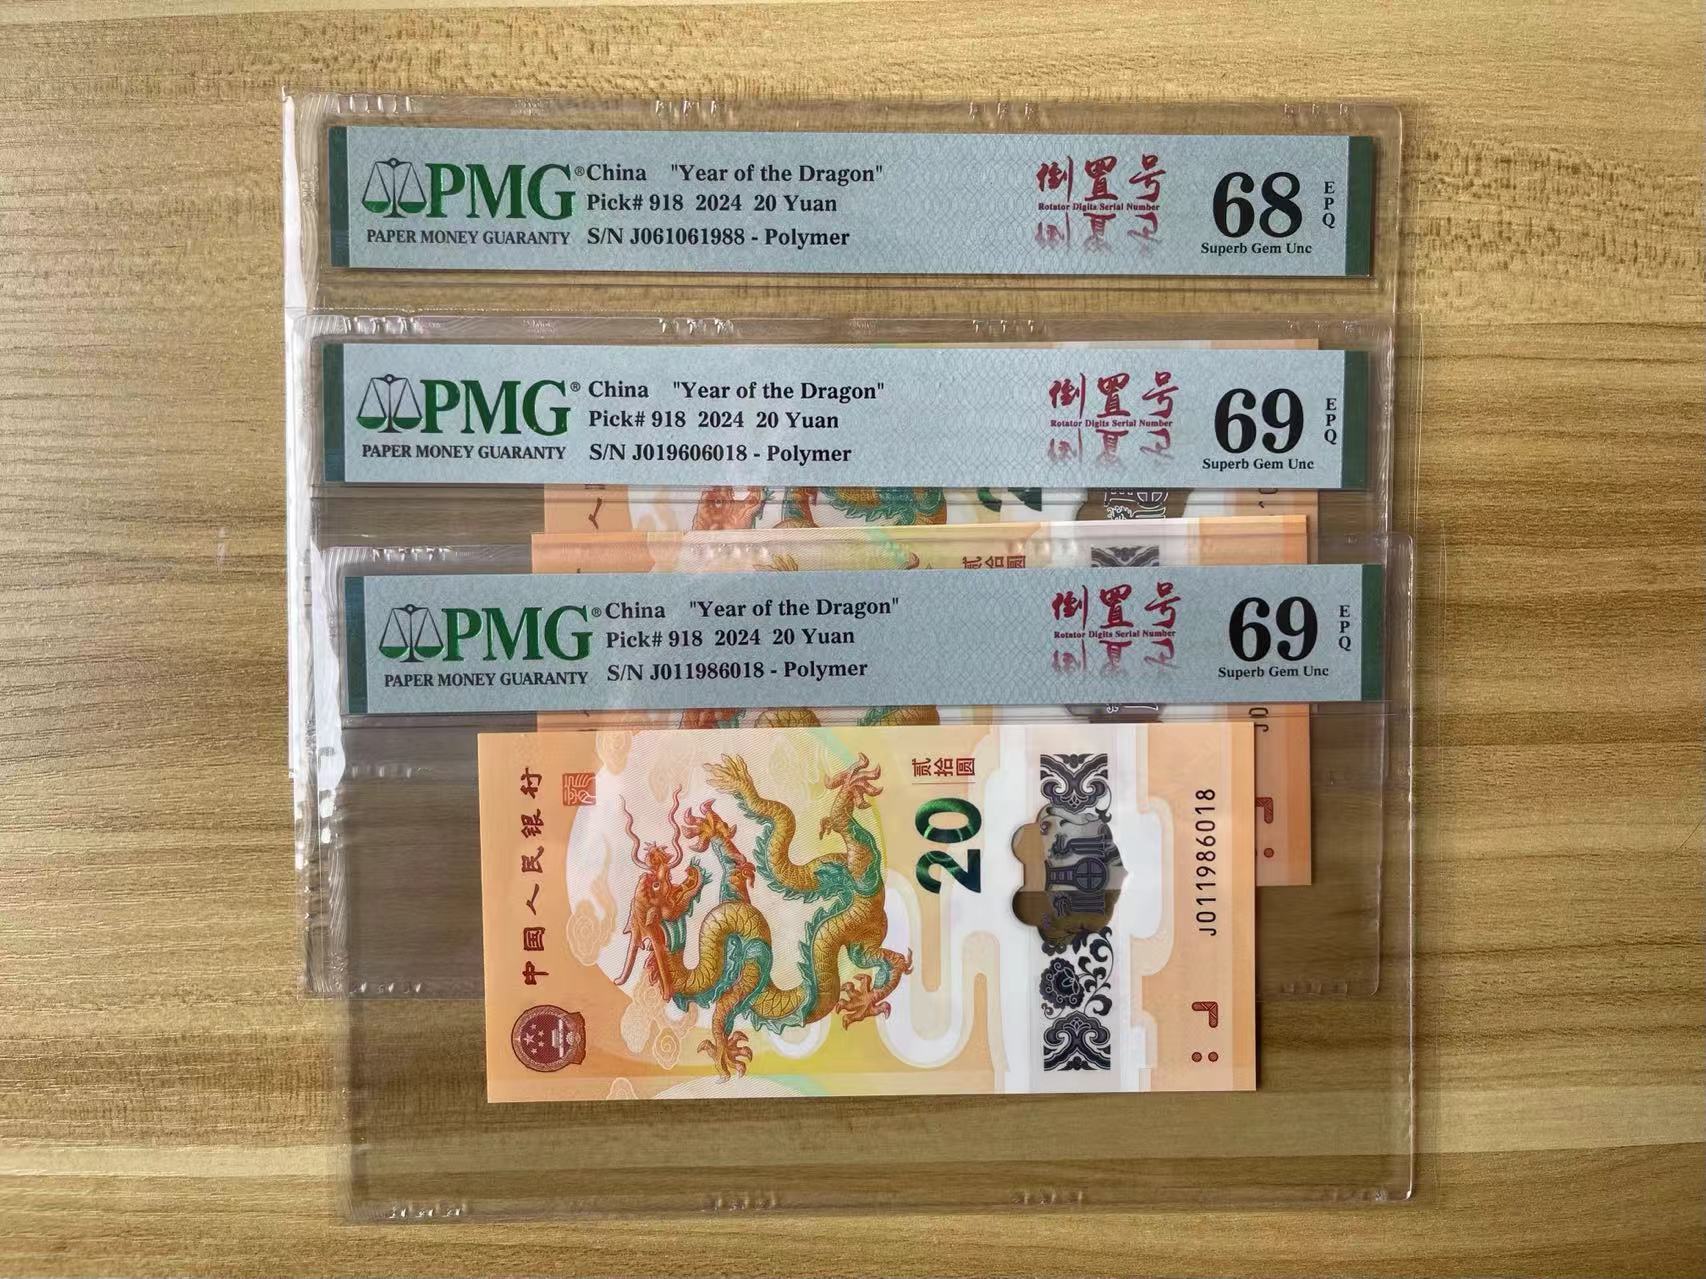 PMG® China "Year of the Dragon" 倒置号 68 EPQ
Pick# 918 2024 20 Yuan Rotator Digits Serial Number
PAPER MONEY GUARANTY S/N J061061988 - Polymer Superb Gem Unc
PMG® China "Year of the Dragon" 倒置号 69 EPQ
Pick# 918 2024 20 Yuan Rotator Digits Serial Number
PAPER MONEY GUARANTY S/N J019606018 - Polymer Superb Gem Unc
贰拾圆
PMG® China "Year of the Dragon" 倒置号 69 EPQ
Pick# 918 2024 20 Yuan Rotator Digits Serial Number
PAPER MONEY GUARANTY S/N J011986018 - Polymer Superb Gem Unc
中国人民银行
贰拾圆
20
J011986018